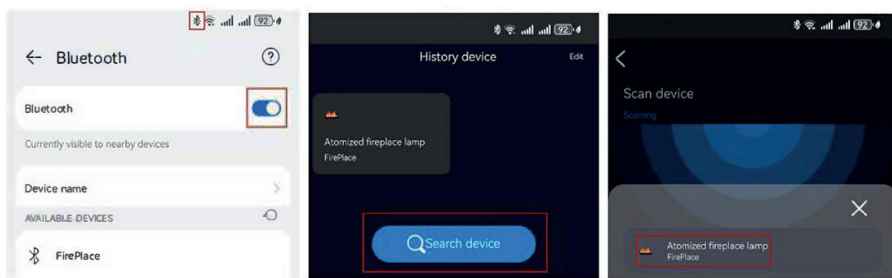 92
Bluetooth
?
Bluetooth
Currently visible to nearby devices
Device name
AVAILABLE DEVICES
FirePlace
92
History device
Edit
Atomized fireplace lamp
FirePlace
Search device
92
Scan device
Scaning
Atomized fireplace lamp
FirePlace